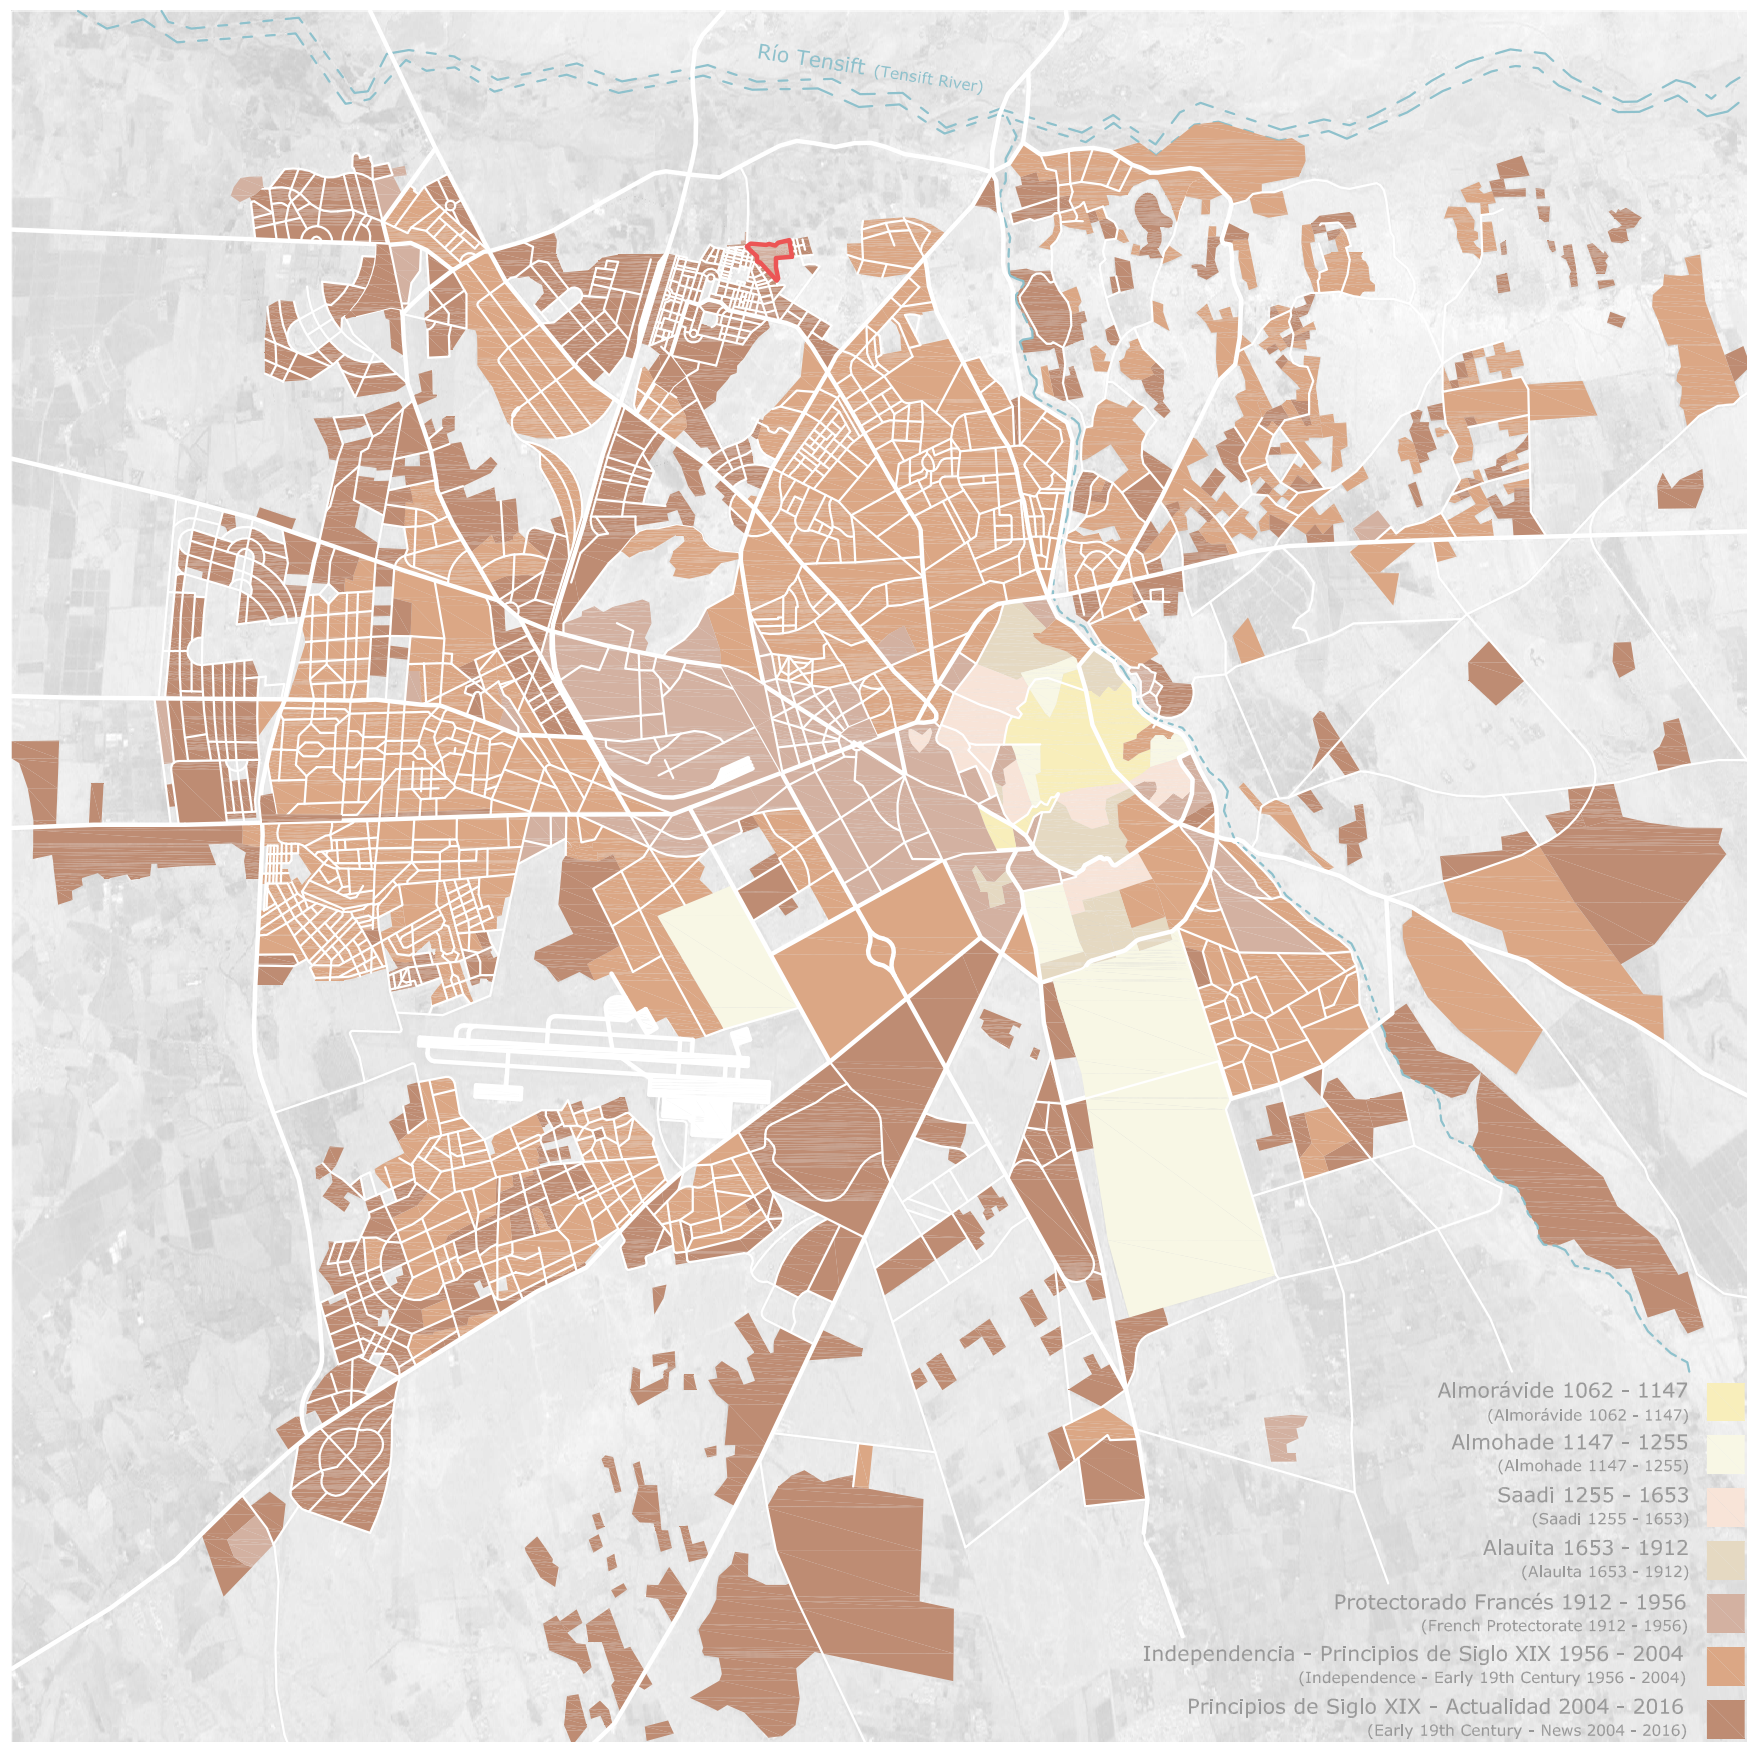 Río Tensift (Tensift River)
Almorávide 1062 - 1147
(Almorávide 1062 - 1147)
Almohade 1147 - 1255
(Almohade 1147 - 1255)
Saadi 1255 - 1653
(Saadi 1255 - 1653)
Alauita 1653 - 1912
(Alaulta 1653 - 1912)
Protectorado Francés 1912 - 1956
(French Protectorate 1912 - 1956)
Independencia - Principios de Siglo XIX 1956 - 2004
(Independence - Early 19th Century 1956 - 2004)
Principios de Siglo XIX - Actualidad 2004 - 2016
(Early 19th Century - News 2004 - 2016)